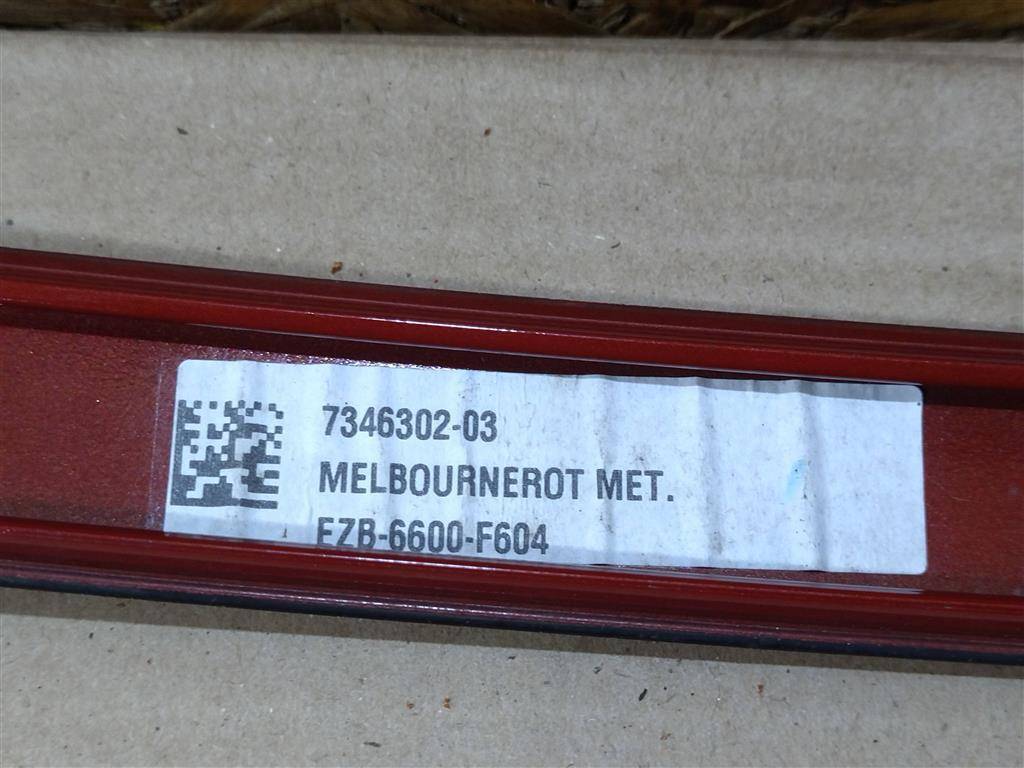 7346302-03
MELBOURNEROT MET.
EZB-6600-F604